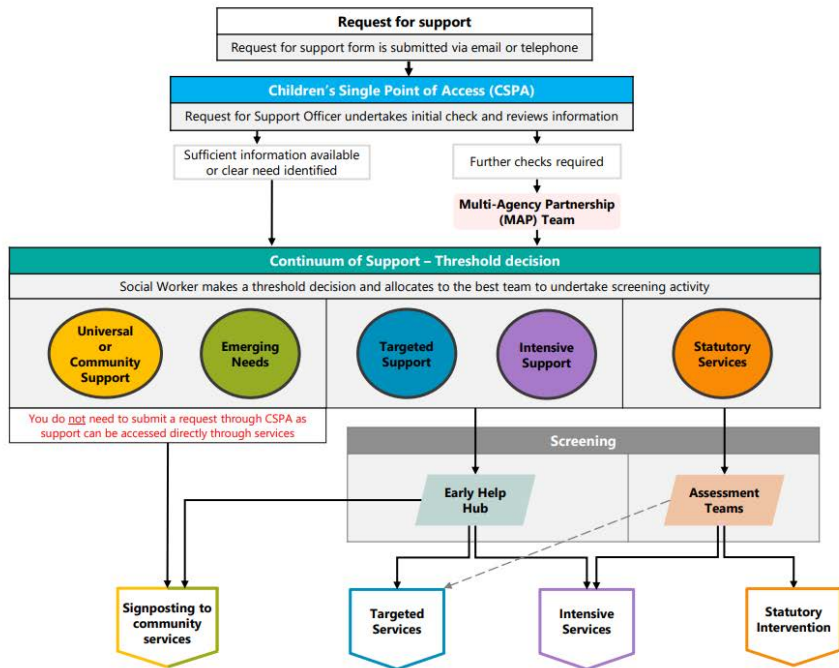 Request for support
Request for support form is submitted via email or telephone
Children's Single Point of Access (CSPA)
Request for Support Officer undertakes initial check and reviews information
Sufficient information available
or clear need identified
Further checks required
Multi-Agency Partnership
(MAP) Team
Continuum of Support – Threshold decision
Social Worker makes a threshold decision and allocates to the best team to undertake screening activity
Universal
or
Community
Support
Emerging
Needs
Targeted
Support
Intensive
Support
Statutory
Services
You do not need to submit a request through CSPA as
support can be accessed directly through services
Screening
Early Help
Hub
Assessment
Teams
Signposting to
community
services
Targeted
Services
Intensive
Services
Statutory
Intervention